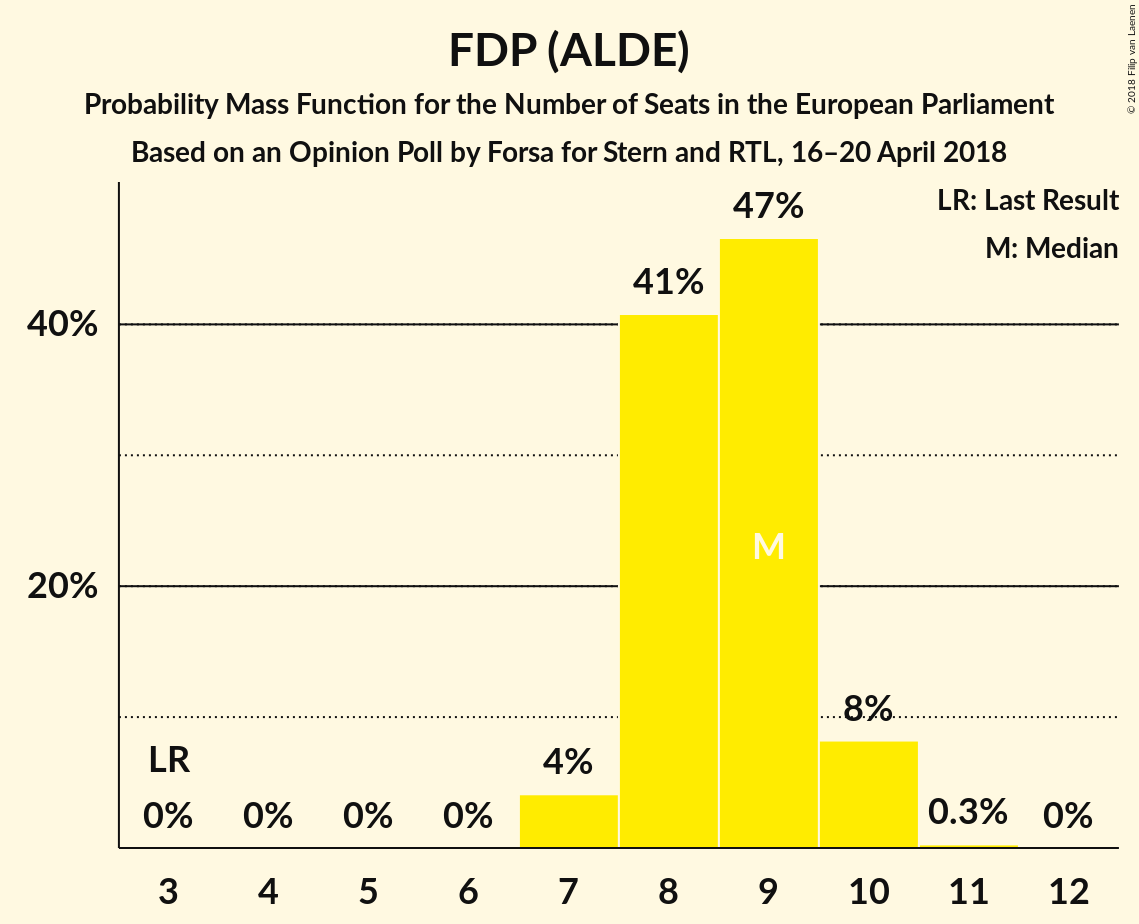 FDP (ALDE)
Probability Mass Function for the Number of Seats in the European Parliament
Based on an Opinion Poll by Forsa for Stern and RTL, 16–20 April 2018
© 2018 Filip van Laenen
LR: Last Result
M: Median
47%
41%
40%
M
20%
8%
LR
4%
0% 0% 0% 0% 0.3% 0%
3 4 5 6 7 8 9 10 11 12